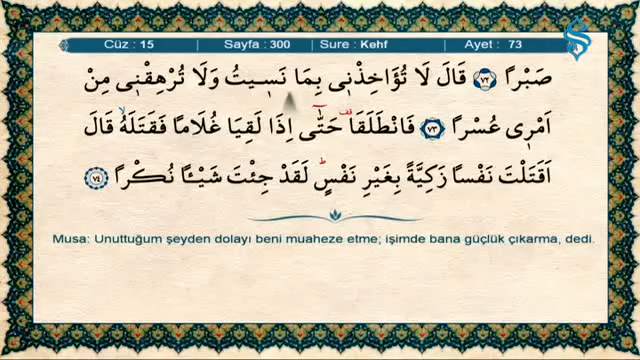 Cüz : 15 Sayfa : 300 Sure : Kehf Ayet : 73
صَبْرًا ﴿٧٢﴾ قَالَ لَا تُؤَاخِذْنٖي بِمَا نَسٖيتُ وَلَا تُرْهِقْنٖي مِنْ
اَمْرٖي عُسْرًا ﴿٧٣﴾ فَانْطَلَقَا۠ حَتّٰٓى اِذَا لَقِيَا غُلَامًا فَقَتَلَهُۙ قَالَ
اَقَتَلْتَ نَفْسًا زَكِيَّةً بِغَيْرِ نَفْسٍؕ لَقَدْ جِئْتَ شَيْـًٔا نُكْرًا ﴿٧٤﴾
Musa: Unuttuğum şeyden dolayı beni muaheze etme; işimde bana güçlük çıkarma, dedi.